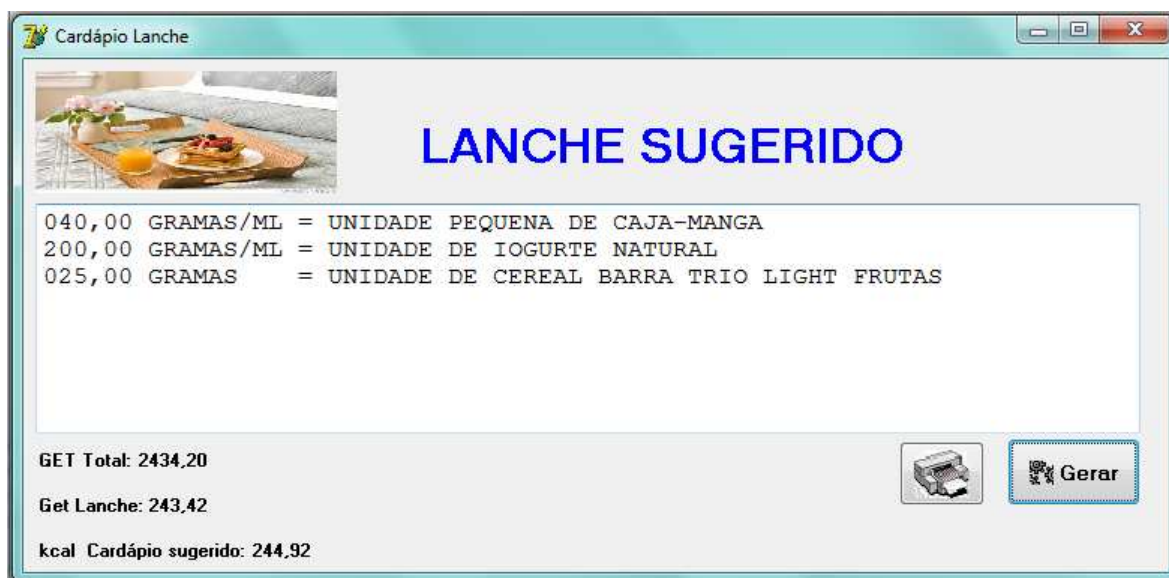 Cardápio Lanche
LANCHE SUGERIDO
040,00 GRAMAS/ML = UNIDADE PEQUENA DE CAJA-MANGA
200,00 GRAMAS/ML = UNIDADE DE IOGURTE NATURAL
025,00 GRAMAS    = UNIDADE DE CEREAL BARRA TRIO LIGHT FRUTAS
GET Total: 2434,20
Gerar
Get Lanche: 243,42
kcal  Cardápio sugerido: 244,92